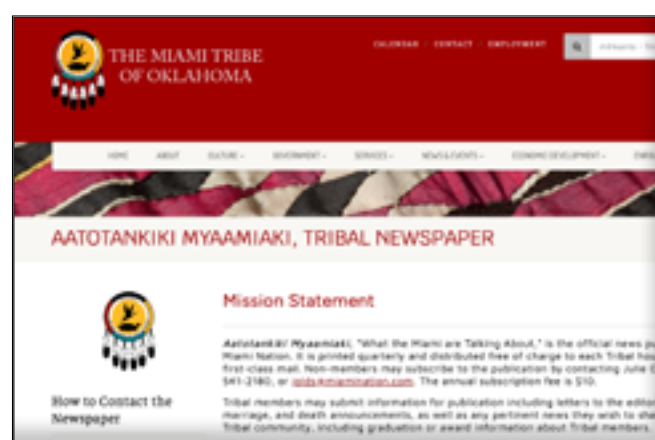 THE MIAMI TRIBE
OF OKLAHOMA
CALENDAR CONTACT EMPLOYMENT
HOME ABOUT CULTURE GOVERNMENT SERVICES NEWS & EVENTS ECONOMIC DEVELOPMENT
AATOTANKIKI MYAAMIAKI, TRIBAL NEWSPAPER
Mission Statement
Aatotankiki Myaamiaki, "What the Miami are Talking About," is the official news
Miami Nation. It is printed quarterly and distributed free of charge to each Tribal
first-class mail. Non-members may subscribe to the publication by contacting Julie
541-2180, or The annual subscription fee is $10.
How to Contact the
Newspaper
Tribal members may submit information for publication including letters to the editor
marriage, and death announcements, as well as any pertinent news they wish to
Tribal community, including graduation or award information about Tribal members.